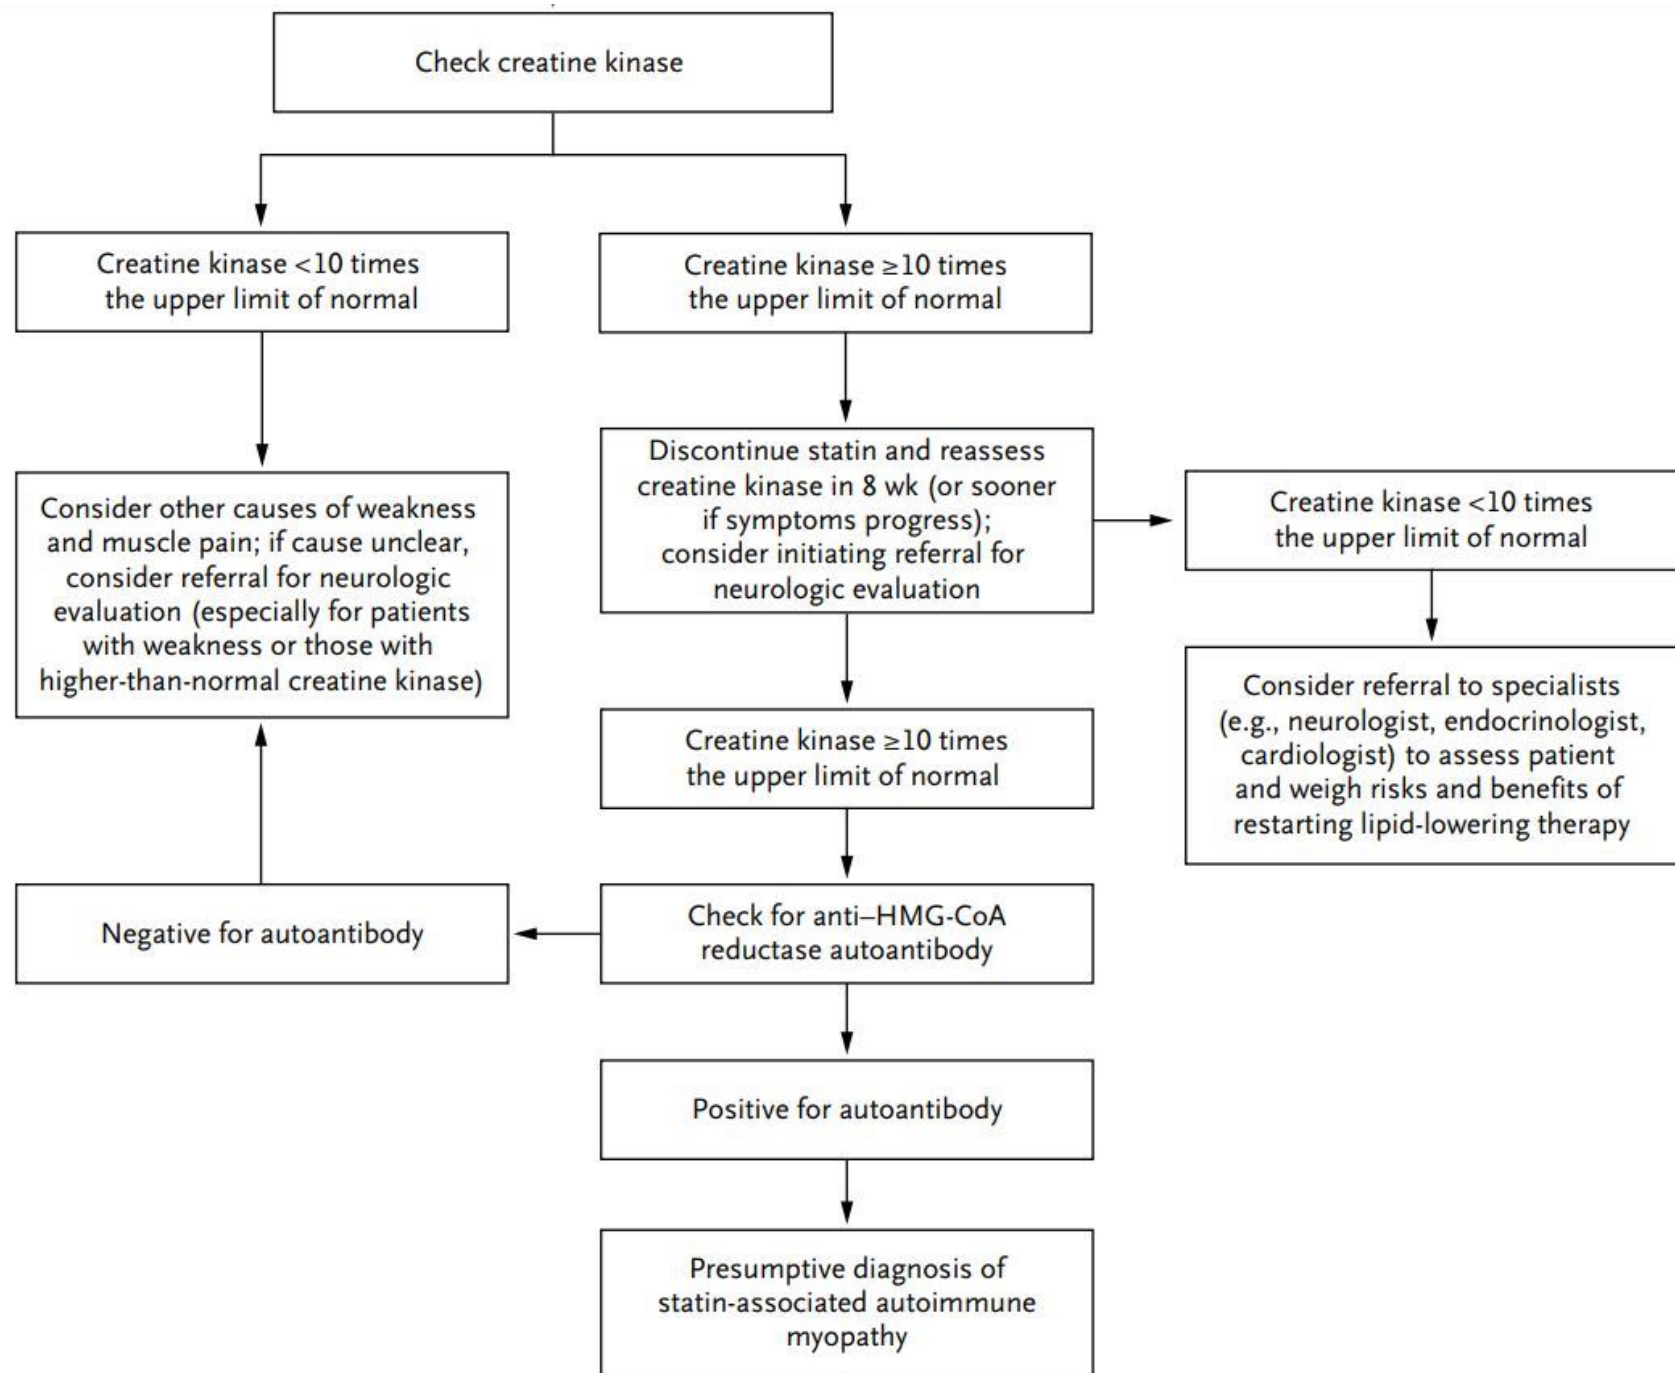 Check creatine kinase
Creatine kinase <10 times
the upper limit of normal
Creatine kinase ≥10 times
the upper limit of normal
Discontinue statin and reassess
creatine kinase in 8 wk (or sooner
if symptoms progress);
consider initiating referral for
neurologic evaluation
Creatine kinase <10 times
the upper limit of normal
Consider other causes of weakness
and muscle pain; if cause unclear,
consider referral for neurologic
evaluation (especially for patients
with weakness or those with
higher-than-normal creatine kinase)
Consider referral to specialists
(e.g., neurologist, endocrinologist,
cardiologist) to assess patient
and weigh risks and benefits of
restarting lipid-lowering therapy
Creatine kinase ≥10 times
the upper limit of normal
Negative for autoantibody
Check for anti–HMG-CoA
reductase autoantibody
Positive for autoantibody
Presumptive diagnosis of
statin-associated autoimmune
myopathy